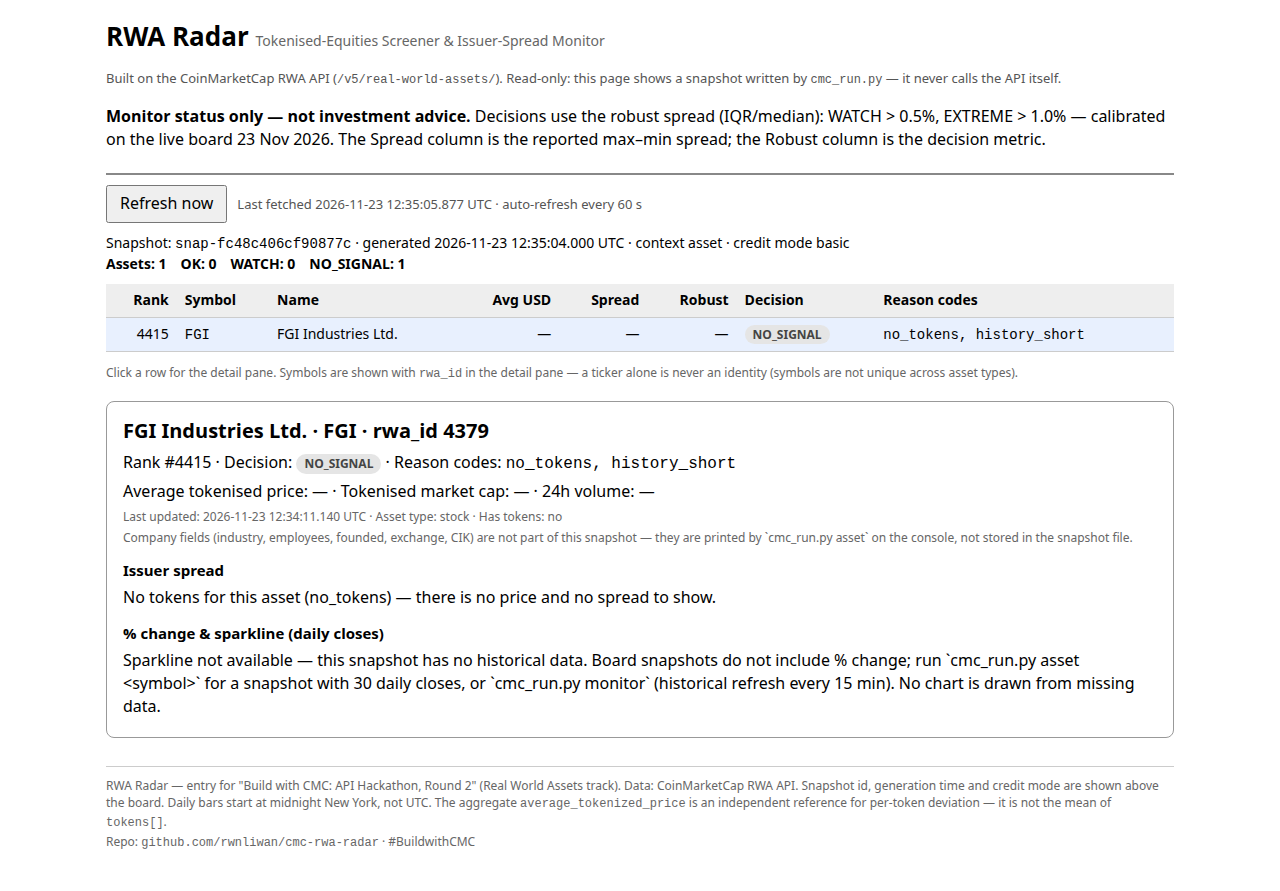 RWA Radar Tokenised-Equities Screener & Issuer-Spread Monitor
Built on the CoinMarketCap RWA API (/v5/real-world-assets/). Read-only: this page shows a snapshot written by cmc_run.py — it never calls the API itself.
Monitor status only — not investment advice. Decisions use the robust spread (IQR/median): WATCH > 0.5%, EXTREME > 1.0% — calibrated
on the live board 23 Nov 2026. The Spread column is the reported max–min spread; the Robust column is the decision metric.
Refresh now Last fetched 2026-11-23 12:35:05.877 UTC · auto-refresh every 60 s
Snapshot: snap-fc48c406cf90877c · generated 2026-11-23 12:35:04.000 UTC · context asset · credit mode basic
Assets: 1 OK: 0 WATCH: 0 NO_SIGNAL: 1
Rank Symbol Name Avg USD Spread Robust Decision Reason codes
4415 FGI FGI Industries Ltd. — — — NO_SIGNAL no_tokens, history_short
Click a row for the detail pane. Symbols are shown with rwa_id in the detail pane — a ticker alone is never an identity (symbols are not unique across asset types).
FGI Industries Ltd. · FGI · rwa_id 4379
Rank #4415 · Decision: NO_SIGNAL · Reason codes: no_tokens, history_short
Average tokenised price: — · Tokenised market cap: — · 24h volume: —
Last updated: 2026-11-23 12:34:11.140 UTC · Asset type: stock · Has tokens: no
Company fields (industry, employees, founded, exchange, CIK) are not part of this snapshot — they are printed by `cmc_run.py asset` on the console, not stored in the snapshot file.
Issuer spread
No tokens for this asset (no_tokens) — there is no price and no spread to show.
% change & sparkline (daily closes)
Sparkline not available — this snapshot has no historical data. Board snapshots do not include % change; run `cmc_run.py asset
<symbol>` for a snapshot with 30 daily closes, or `cmc_run.py monitor` (historical refresh every 15 min). No chart is drawn from missing
data.
RWA Radar — entry for "Build with CMC: API Hackathon, Round 2" (Real World Assets track). Data: CoinMarketCap RWA API. Snapshot id, generation time and credit mode are shown above
the board. Daily bars start at midnight New York, not UTC. The aggregate average_tokenized_price is an independent reference for per-token deviation — it is not the mean of
tokens[].
Repo: github.com/rwnliwan/cmc-rwa-radar · #BuildwithCMC